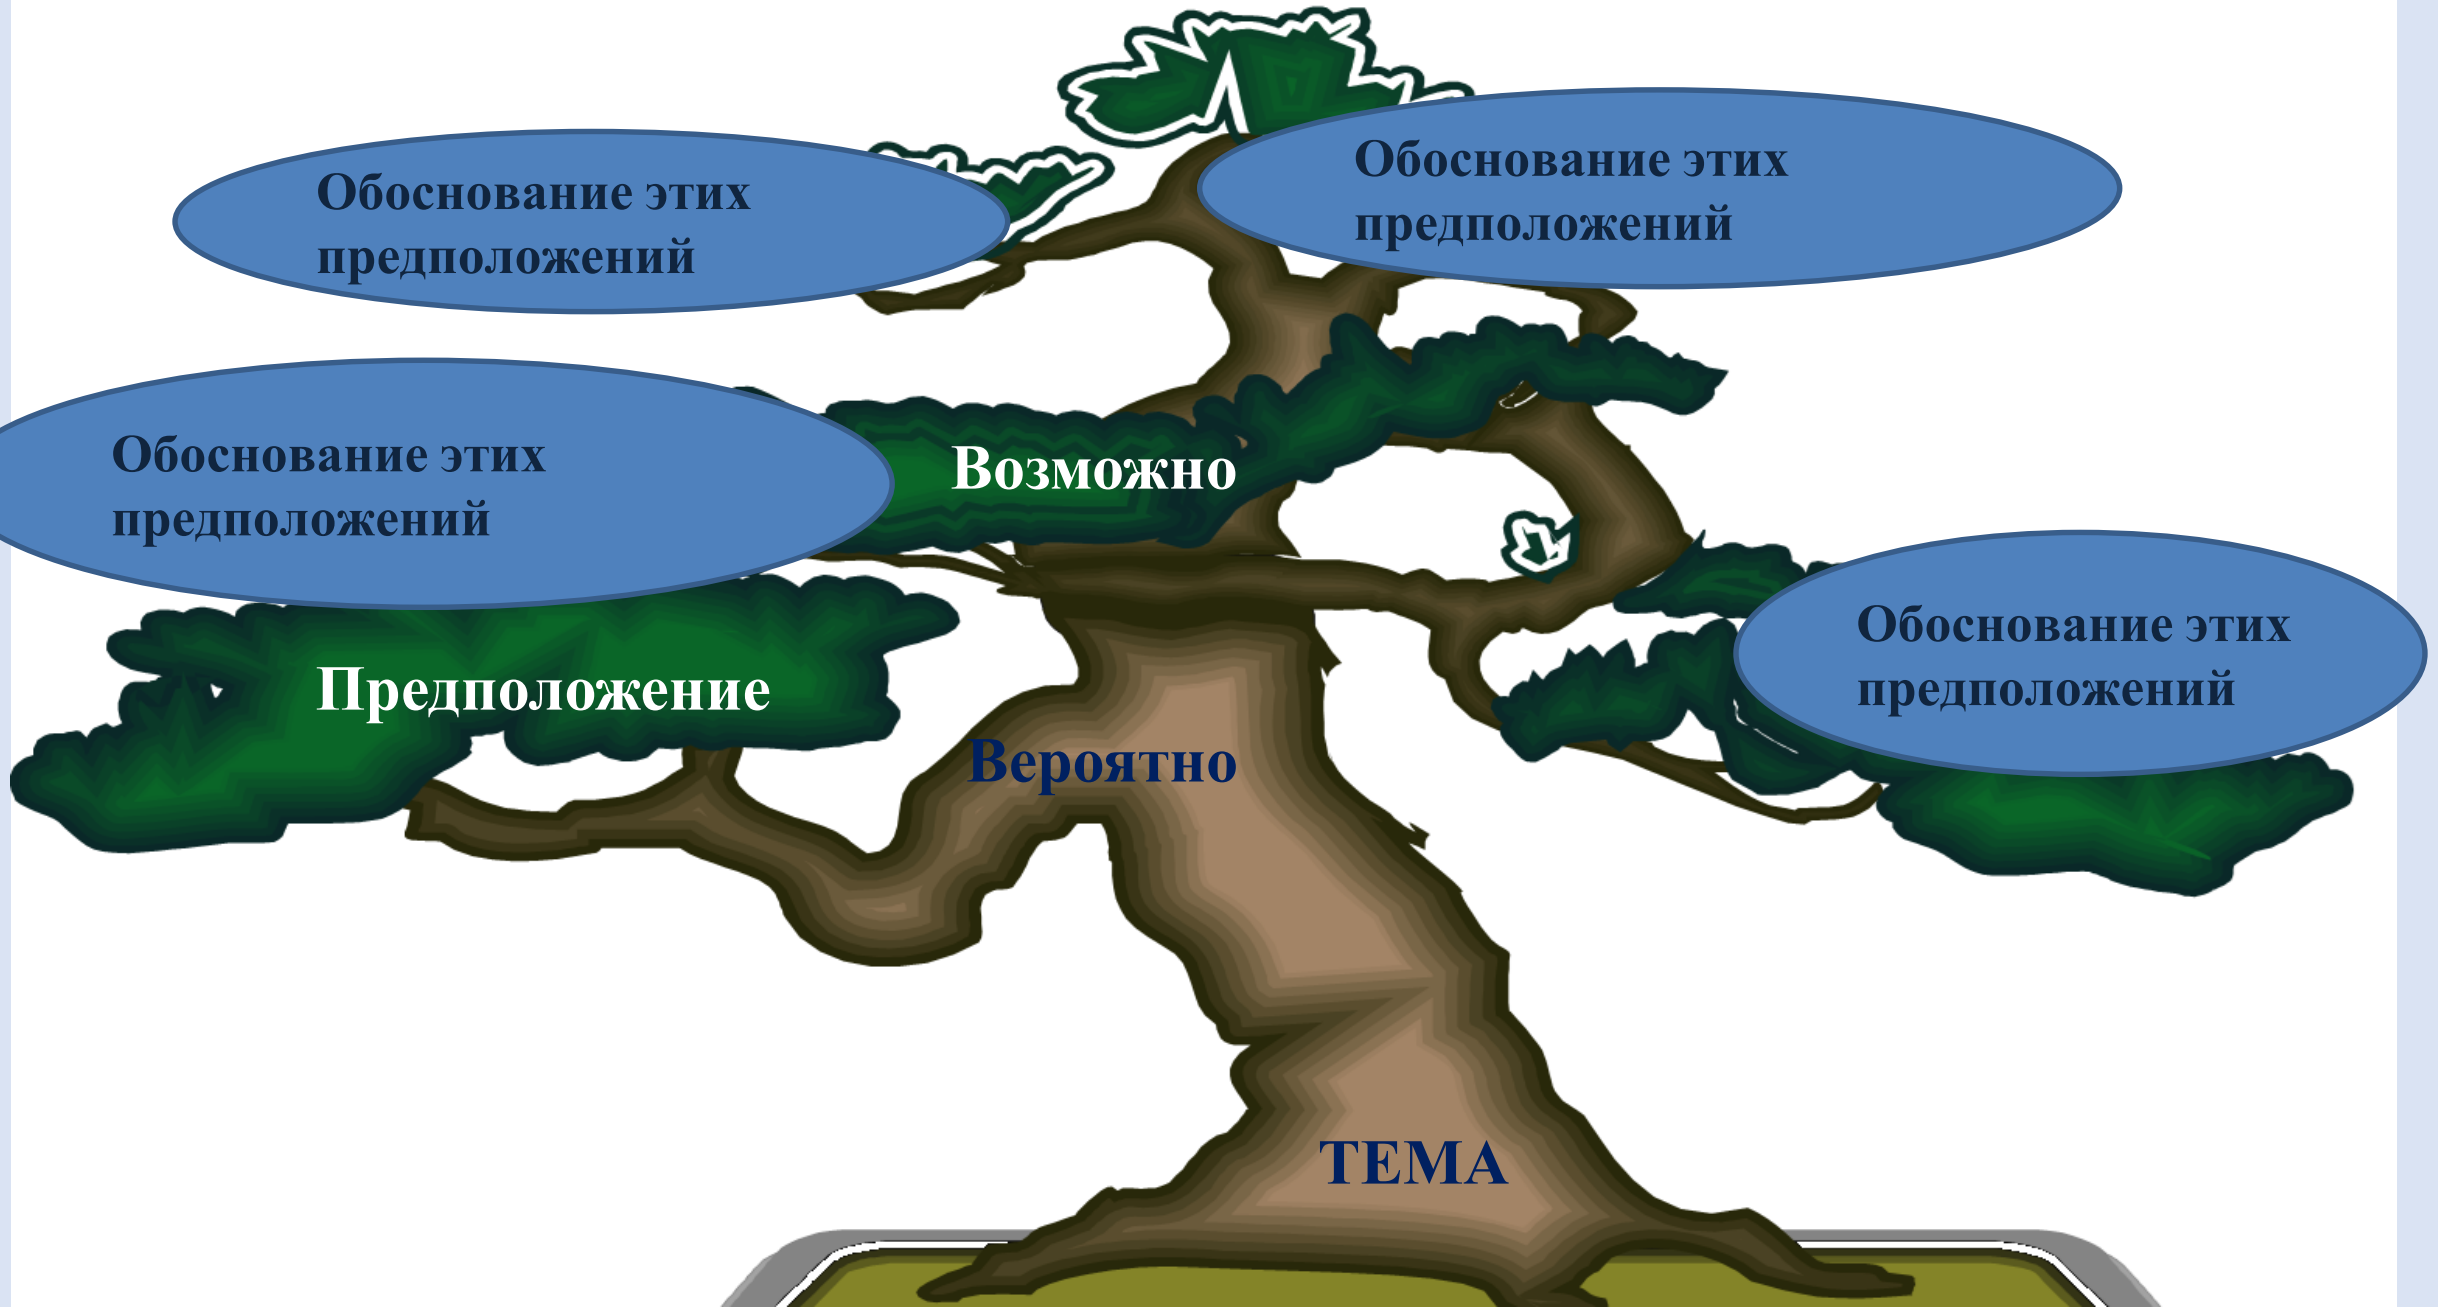 Обоснование этих
предположений
Обоснование этих
предположений
Обоснование этих
предположений
Возможно
Обоснование этих
предположений
Предположение
Вероятно
ТЕМА